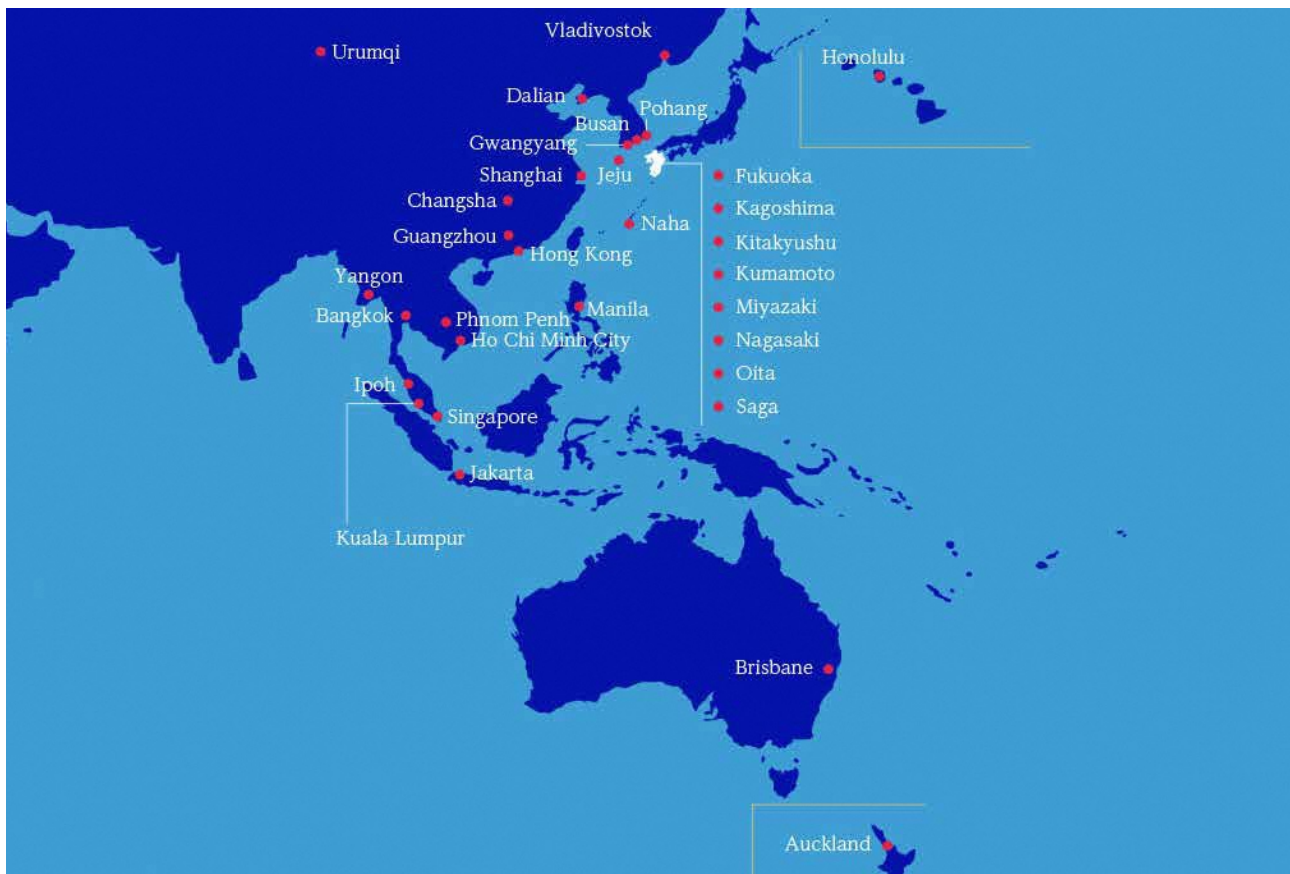 Vladivostok
Urumqi
Honolulu
Dalian
Pohang
Busan
Gwangyang
Shanghai
Jeju
Fukuoka
Changsha
Kagoshima
Naha
Guangzhou
Kitakyushu
Hong Kong
Kumamoto
Yangon
Miyazaki
Manila
Bangkok
Phnom Penh
Ho Chi Minh City
Nagasaki
Oita
Ipoh
Saga
Singapore
Jakarta
Kuala Lumpur
Brisbane
Auckland